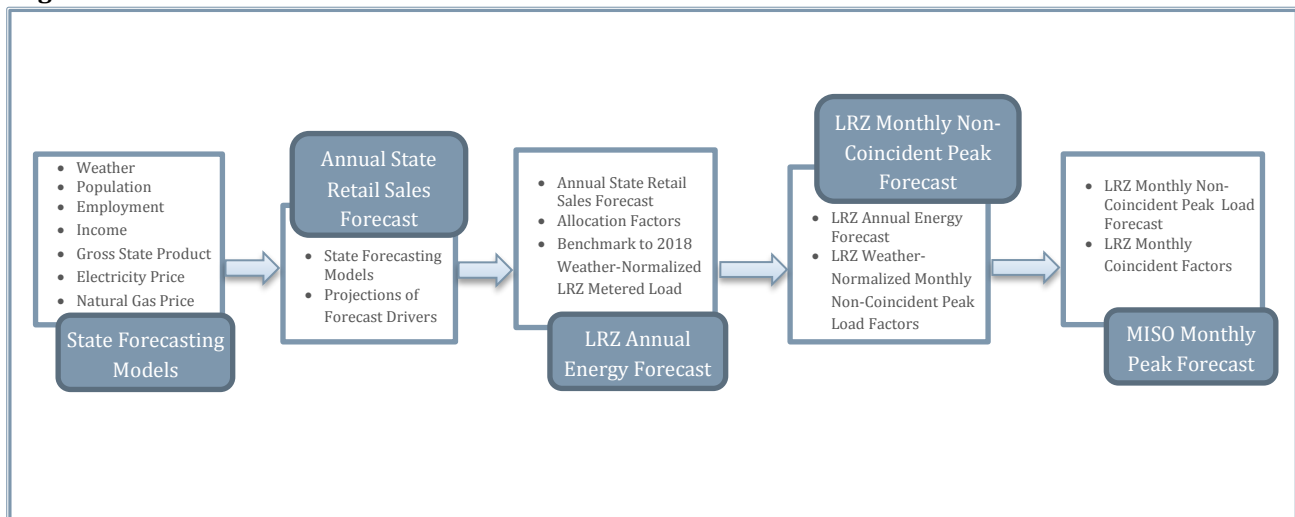 • Weather
• Population
• Employment
• Income
• Gross State Product
• Electricity Price
• Natural Gas Price
State Forecasting
Models
Annual State
Retail Sales
Forecast
• State Forecasting
Models
• Projections of
Forecast Drivers
• Annual State Retail
Sales Forecast
• Allocation Factors
• Benchmark to 2018
Weather-Normalized
LRZ Metered Load
LRZ Annual
Energy Forecast
LRZ Monthly Non-
Coincident Peak
Forecast
• LRZ Annual Energy
Forecast
• LRZ Weather-
Normalized Monthly
Non-Coincident Peak
Load Factors
• LRZ Monthly Non-
Coincident Peak Load
Forecast
• LRZ Monthly
Coincident Factors
MISO Monthly
Peak Forecast